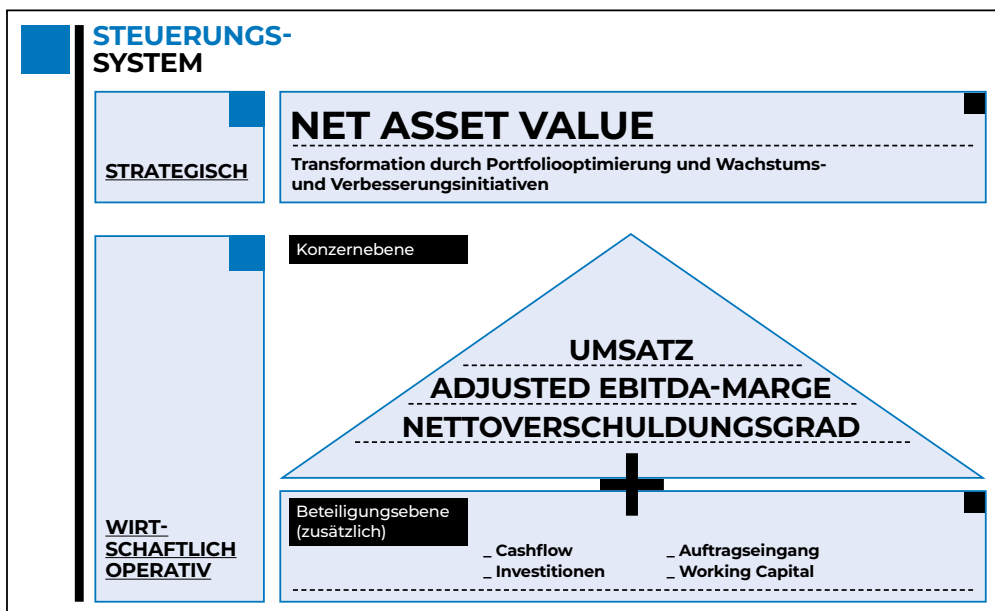 STEUERUNGS-
SYSTEM
STRATEGISCH
NET ASSET VALUE
Transformation durch Portfoliooptimierung und Wachstums-
und Verbesserungsinitiativen
WIRT-
SCHAFTLICH
OPERATIV
Konzernebene
UMSATZ
ADJUSTED EBITDA-MARGE
NETTOVERSCHULDUNGSGRAD
Beteiligungsebene
(zusätzlich)
_ Cashflow
_ Investitionen
_ Auftragseingang
_ Working Capital